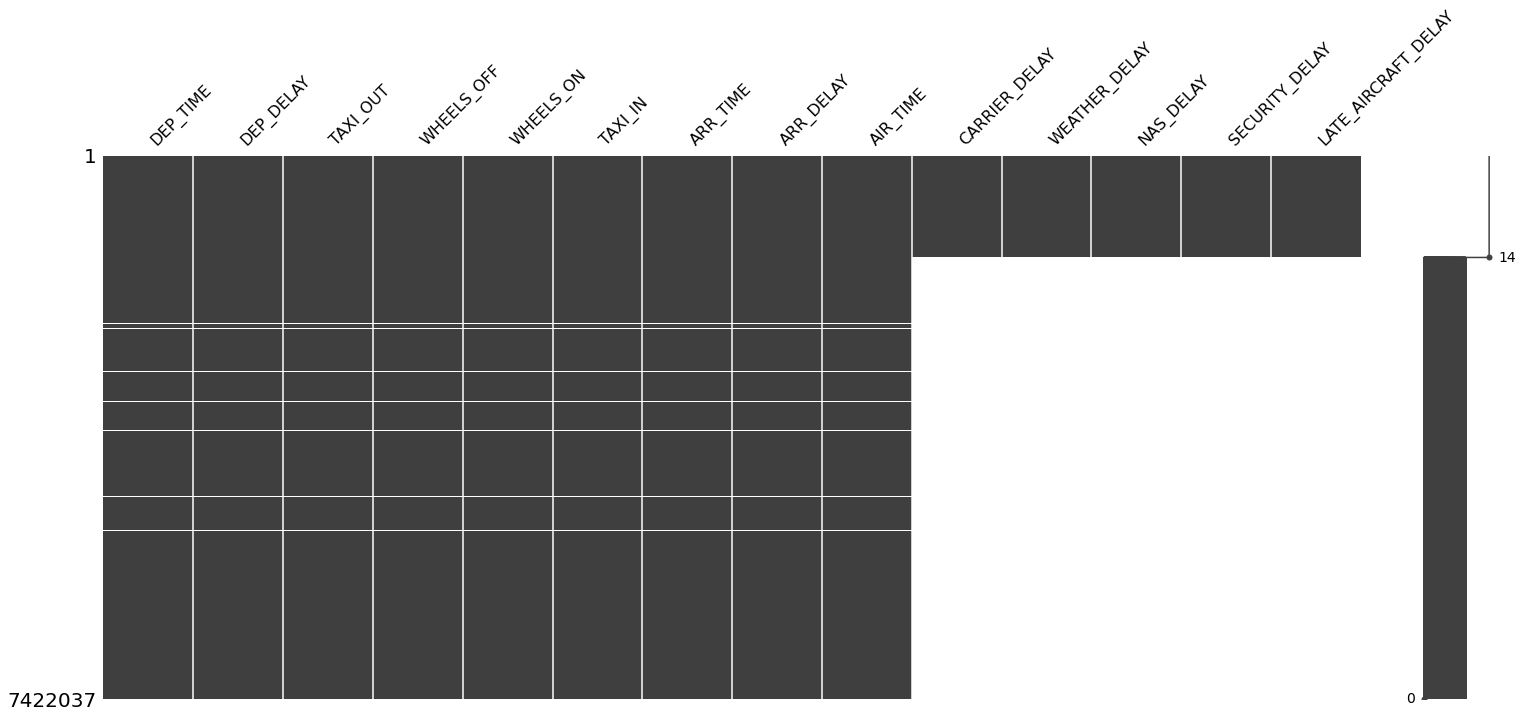 DEP_TIME
DEP_DELAY
TAXI_OUT
WHEELS_OFF
WHEELS_ON
TAXI_IN
ARR_TIME
ARR_DELAY
AIR_TIME
CARRIER_DELAY
WEATHER_DELAY
NAS_DELAY
SECURITY_DELAY
LATE_AIRCRAFT_DELAY
1
14
7422037
0